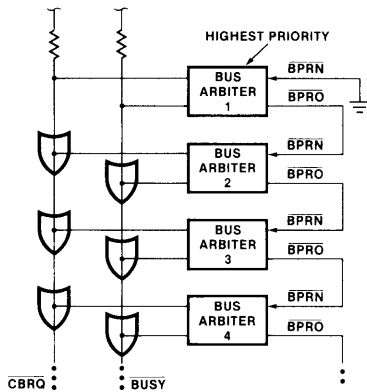 HIGHEST PRIORITY
BUS
ARBITER
1
BPRN
BPRO
BUS
ARBITER
2
BPRN
BPRO
BUS
ARBITER
3
BPRN
BPRO
BUS
ARBITER
4
BPRN
BPRO
CBRQ
BUSY